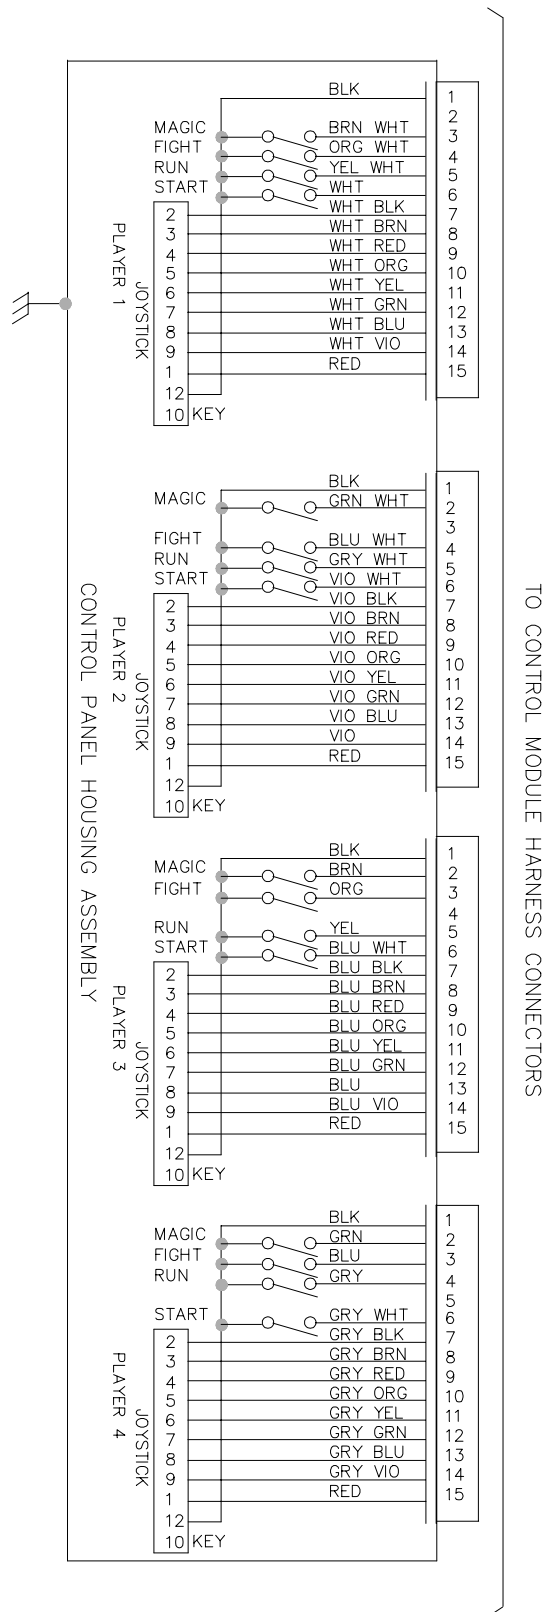 TO CONTROL MODULE HARNESS CONNECTORS
CONTROL PANEL HOUSING ASSEMBLY
PLAYER 1
JOYSTICK
BLK 1
2
MAGIC BRN WHT 3
FIGHT ORG WHT 4
RUN YEL WHT 5
START WHT 6
2 WHT BLK 7
3 WHT BRN 8
4 WHT RED 9
5 WHT ORG 10
6 WHT YEL 11
7 WHT GRN 12
8 WHT BLU 13
9 WHT VIO 14
1 RED 15
12
10 KEY
PLAYER 2
JOYSTICK
BLK 1
MAGIC GRN WHT 2
3
FIGHT BLU WHT 4
RUN GRY WHT 5
START VIO WHT 6
2 VIO BLK 7
3 VIO BRN 8
4 VIO RED 9
5 VIO ORG 10
6 VIO YEL 11
7 VIO GRN 12
8 VIO BLU 13
9 VIO 14
1 RED 15
12
10 KEY
PLAYER 3
JOYSTICK
BLK 1
MAGIC BRN 2
FIGHT ORG 3
4
RUN YEL 5
START BLU WHT 6
2 BLU BLK 7
3 BLU BRN 8
4 BLU RED 9
5 BLU ORG 10
6 BLU YEL 11
7 BLU GRN 12
8 BLU 13
9 BLU VIO 14
1 RED 15
12
10 KEY
PLAYER 4
JOYSTICK
BLK 1
MAGIC GRN 2
FIGHT BLU 3
RUN GRY 4
5
START GRY WHT 6
2 GRY BLK 7
3 GRY BRN 8
4 GRY RED 9
5 GRY ORG 10
6 GRY YEL 11
7 GRY GRN 12
8 GRY BLU 13
9 GRY VIO 14
1 RED 15
12
10 KEY